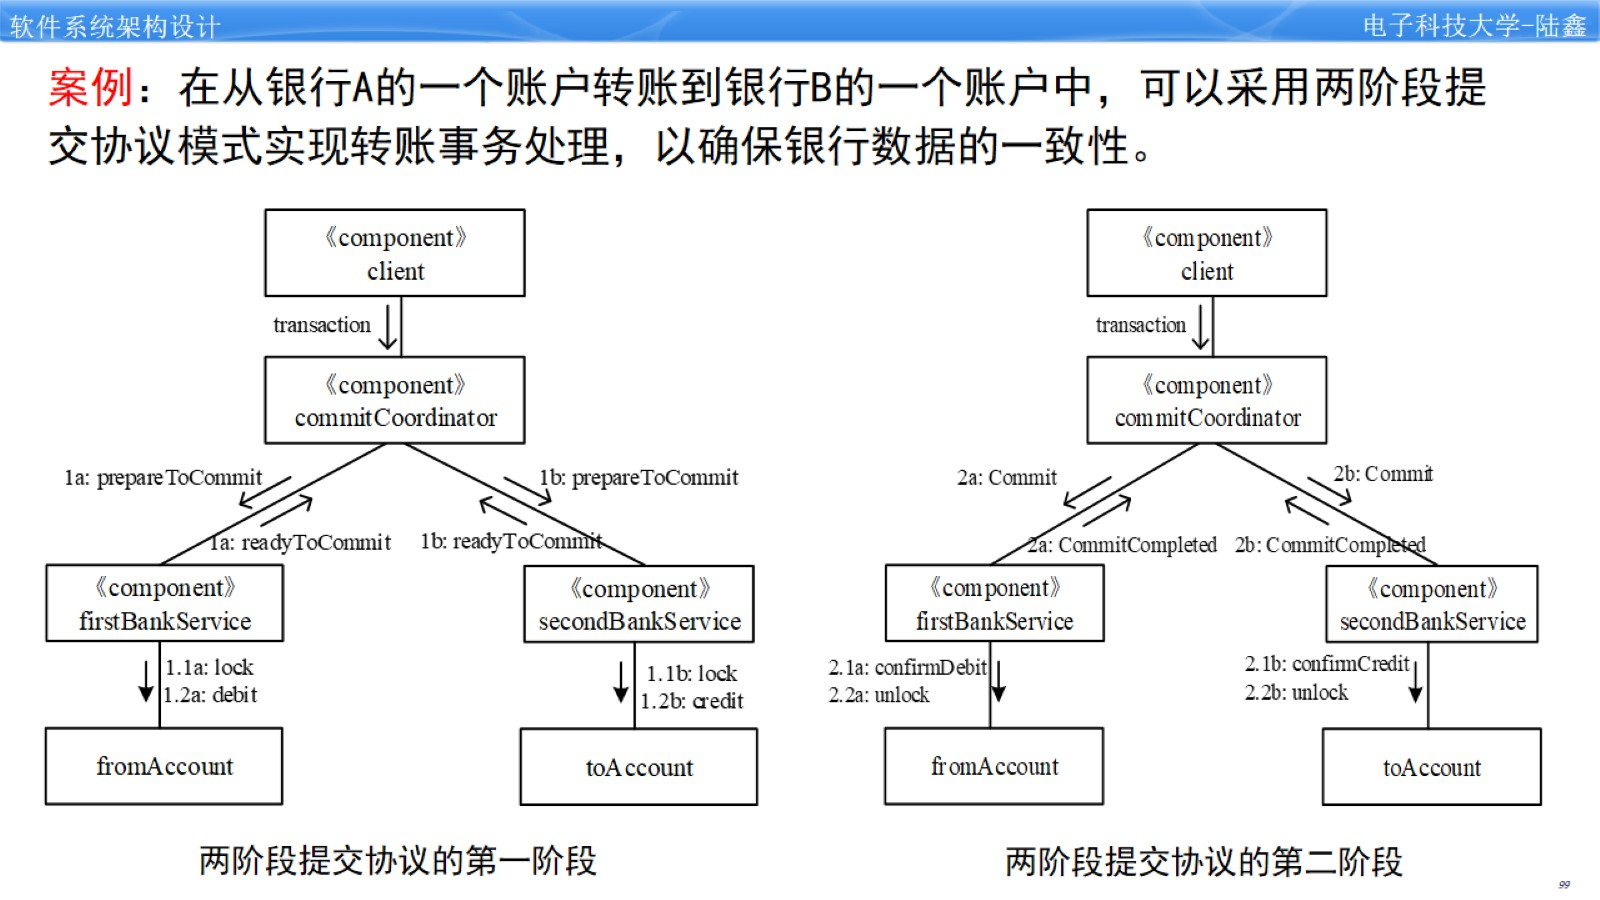 软件系统架构设计
电子科技大学-陆鑫
案例：在从银行A的一个账户转账到银行B的一个账户中，可以采用两阶段提
交协议模式实现转账事务处理，以确保银行数据的一致性。
《component》
client
transaction
《component》
commitCoordinator
1a: prepareToCommit
1b: prepareToCommit
1a: readyToCommit
1b: readyToCommit
《component》
firstBankService
《component》
secondBankService
1.1a: lock
1.2a: debit
1.1b: lock
1.2b: credit
fromAccount
toAccount
两阶段提交协议的第一阶段
《component》
client
transaction
《component》
commitCoordinator
2a: Commit
2b: Commit
2a: CommitCompleted
2b: CommitCompleted
《component》
firstBankService
《component》
secondBankService
2.1a: confirmDebit
2.2a: unlock
2.1b: confirmCredit
2.2b: unlock
fromAccount
toAccount
两阶段提交协议的第二阶段
99